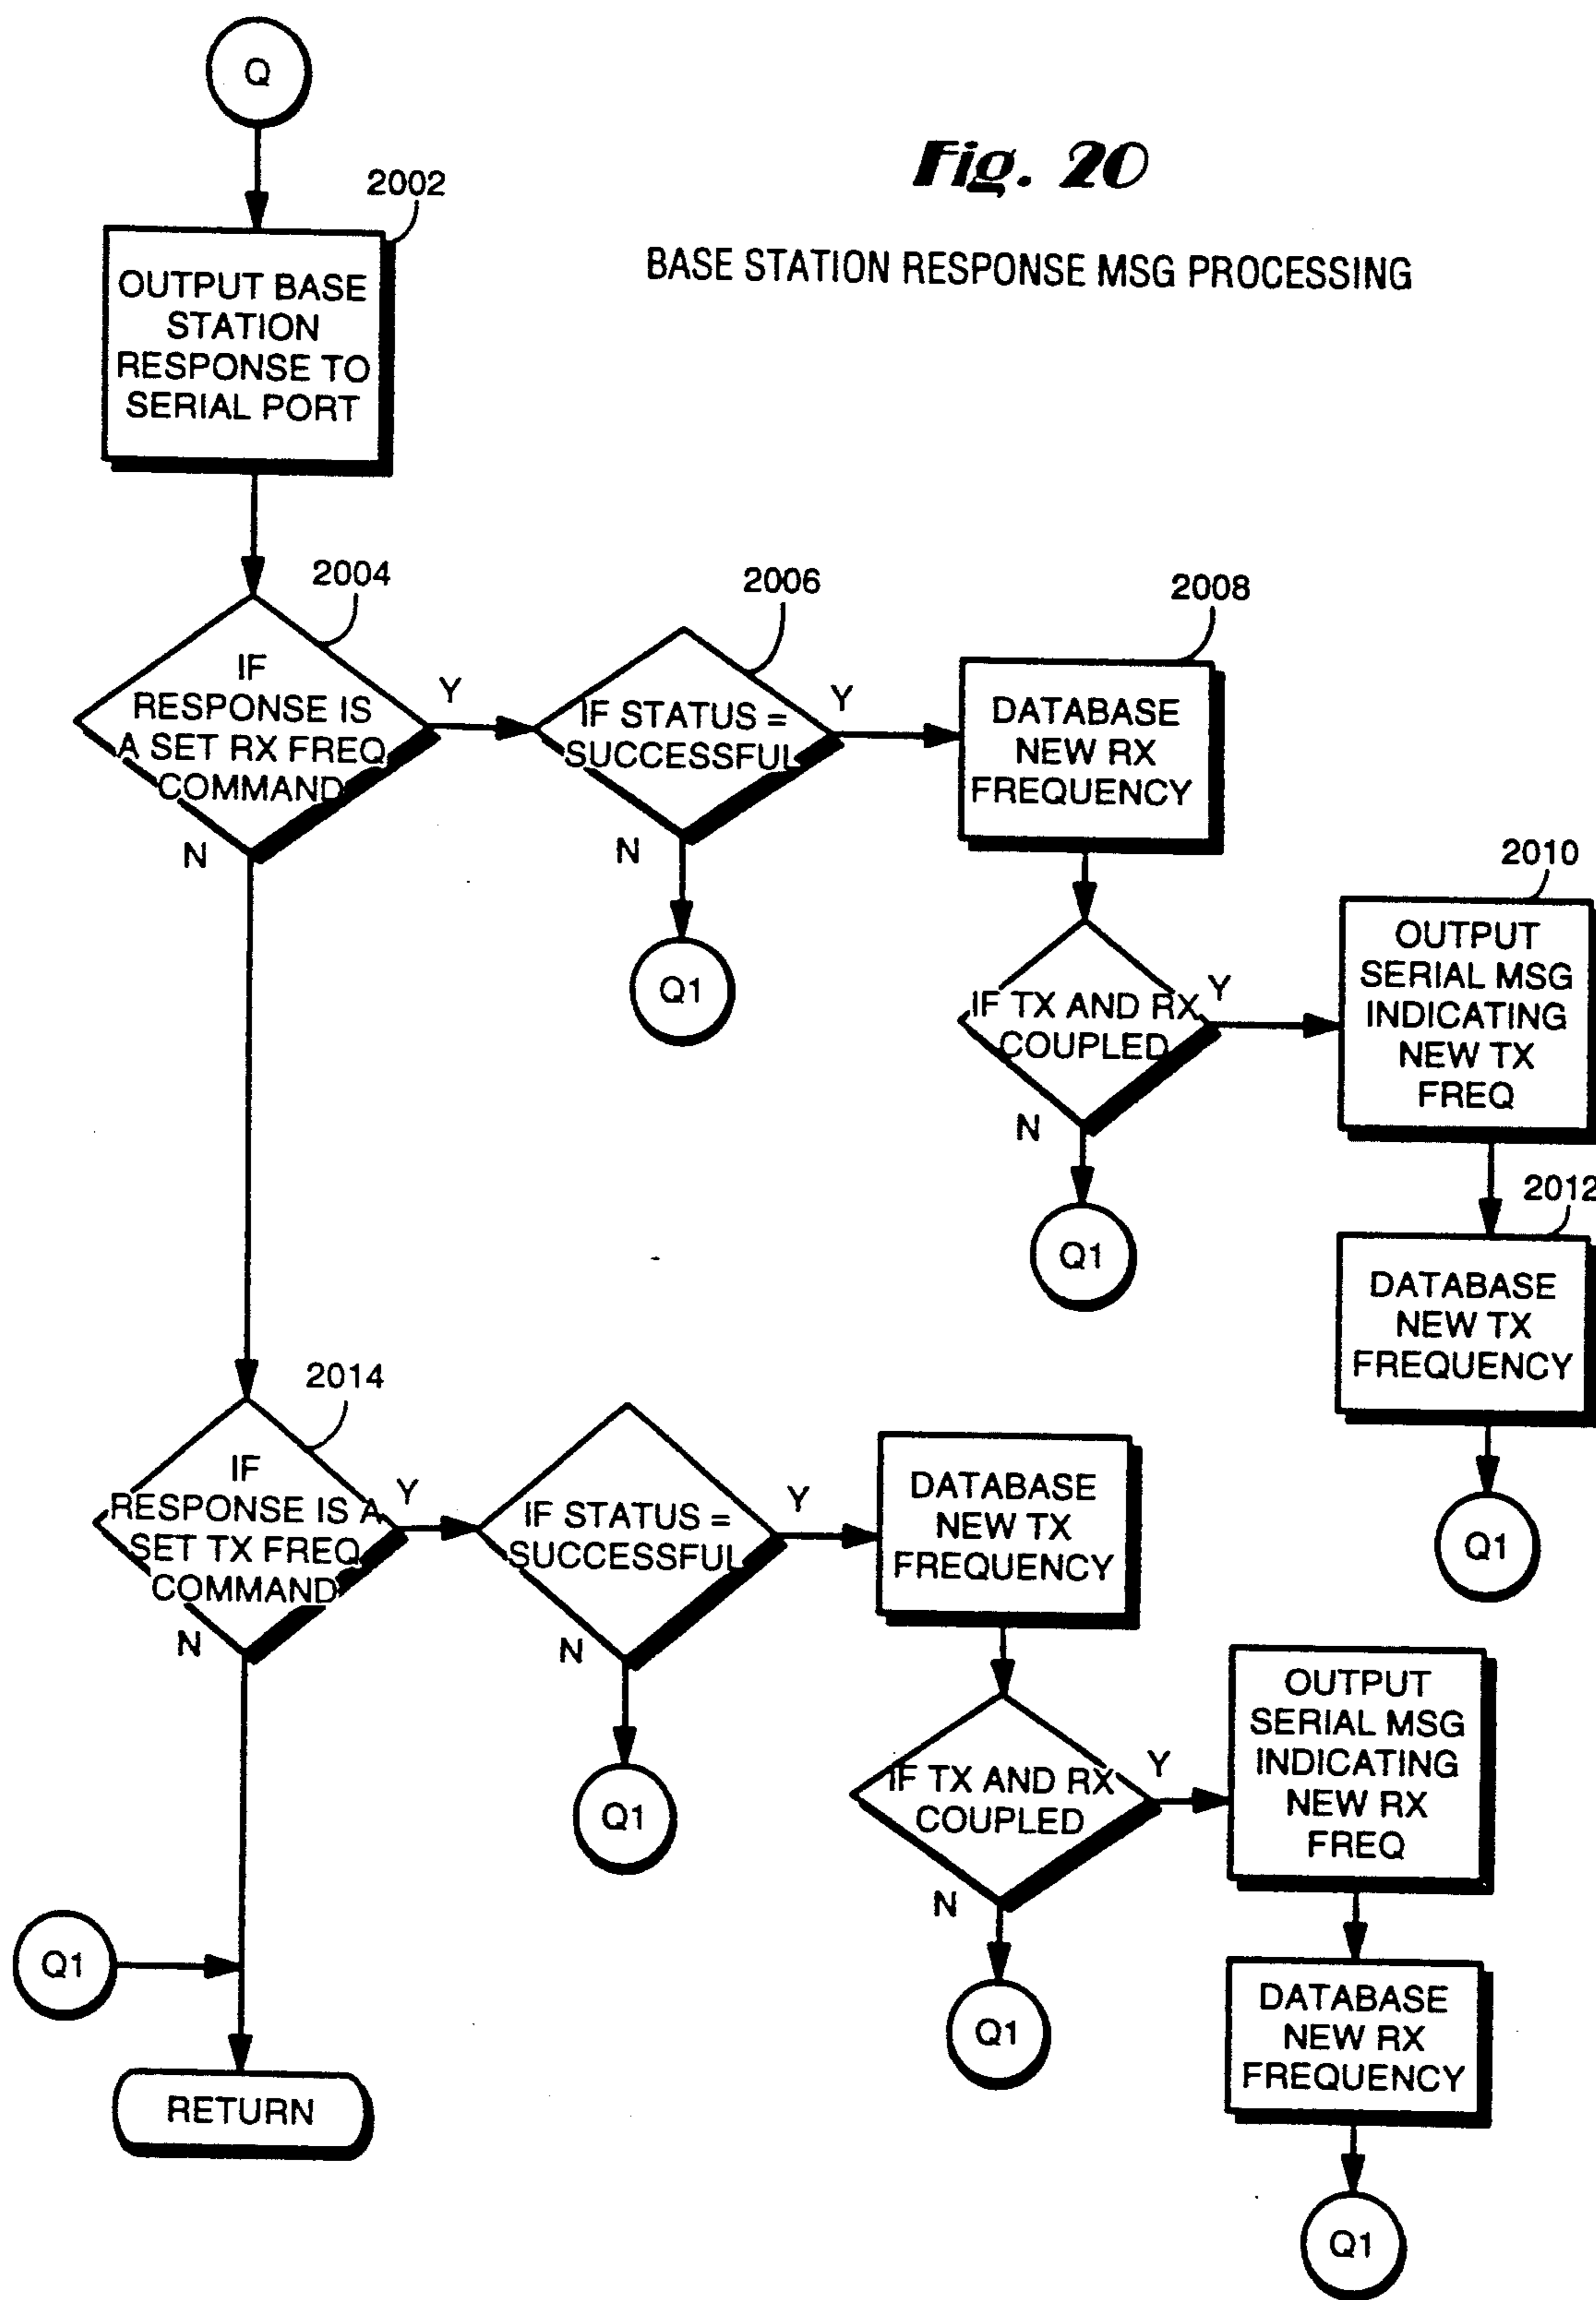 Q
Fig. 20
2002
BASE STATION RESPONSE MSG PROCESSING
OUTPUT BASE
STATION
RESPONSE TO
SERIAL PORT
2004
2006
2008
IF
RESPONSE IS
A SET RX FREQ
COMMAND
Y
N
IF STATUS =
SUCCESSFUL
Y
N
Q1
DATABASE
NEW RX
FREQUENCY
2010
IF TX AND RX
COUPLED
Y
N
Q1
OUTPUT
SERIAL MSG
INDICATING
NEW TX
FREQ
2012
DATABASE
NEW TX
FREQUENCY
Q1
2014
IF
RESPONSE IS A
SET TX FREQ
COMMAND
Y
N
IF STATUS =
SUCCESSFUL
Y
N
Q1
DATABASE
NEW TX
FREQUENCY
IF TX AND RX
COUPLED
Y
N
Q1
OUTPUT
SERIAL MSG
INDICATING
NEW RX
FREQ
DATABASE
NEW RX
FREQUENCY
Q1
Q1
RETURN